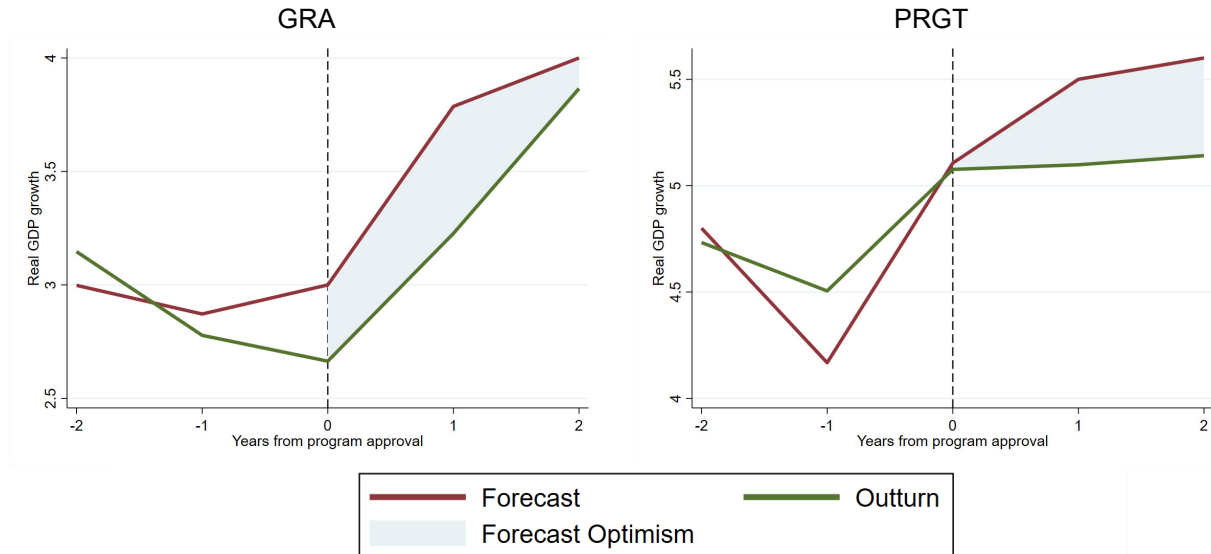 GRA
Real GDP growth
4
3.5
3
2.5
-2 -1 0 1 2
Years from program approval
PRGT
Real GDP growth
5.5
5
4.5
4
-2 -1 0 1 2
Years from program approval
Forecast Outturn
Forecast Optimism